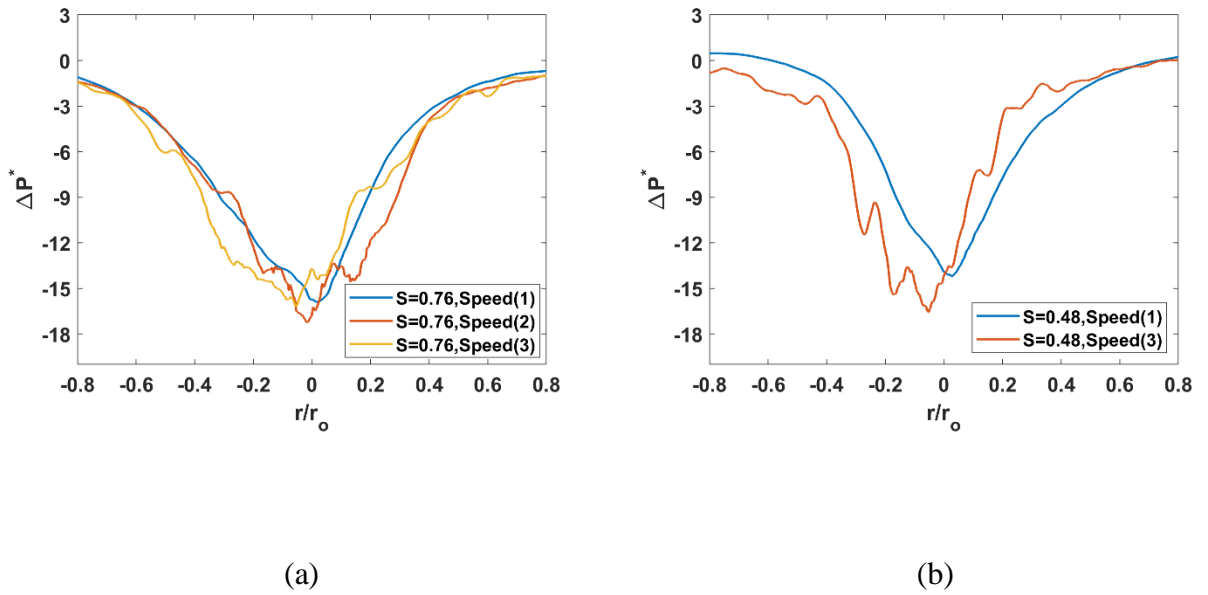 3
0
-3
-6
-9
-12
-15
-18
ΔP*
-0.8 -0.6 -0.4 -0.2 0 0.2 0.4 0.6 0.8
r/r_o
S=0.76,Speed(1)
S=0.76,Speed(2)
S=0.76,Speed(3)
(a)
3
0
-3
-6
-9
-12
-15
-18
ΔP*
-0.8 -0.6 -0.4 -0.2 0 0.2 0.4 0.6 0.8
r/r_o
S=0.48,Speed(1)
S=0.48,Speed(3)
(b)